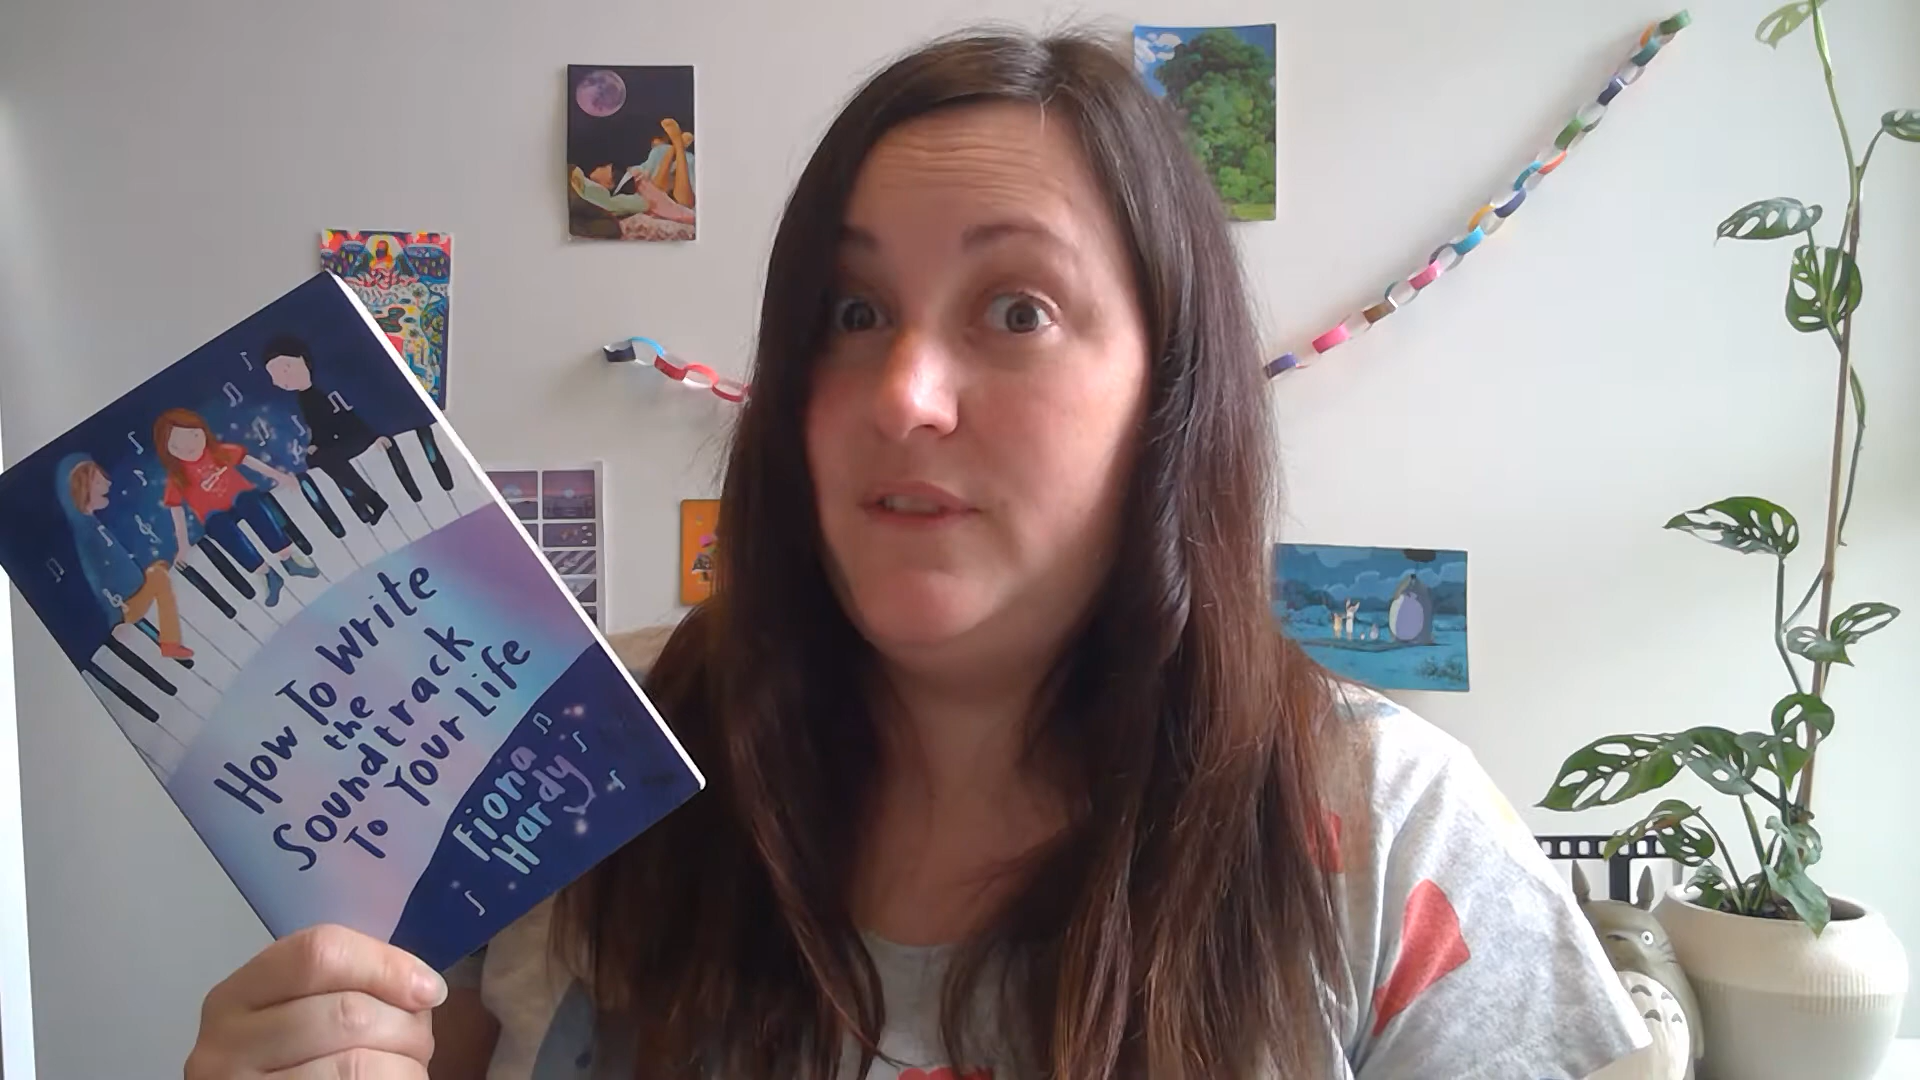 How To Write
the
Soundtrack
To Your Life
Fiona
Hardy